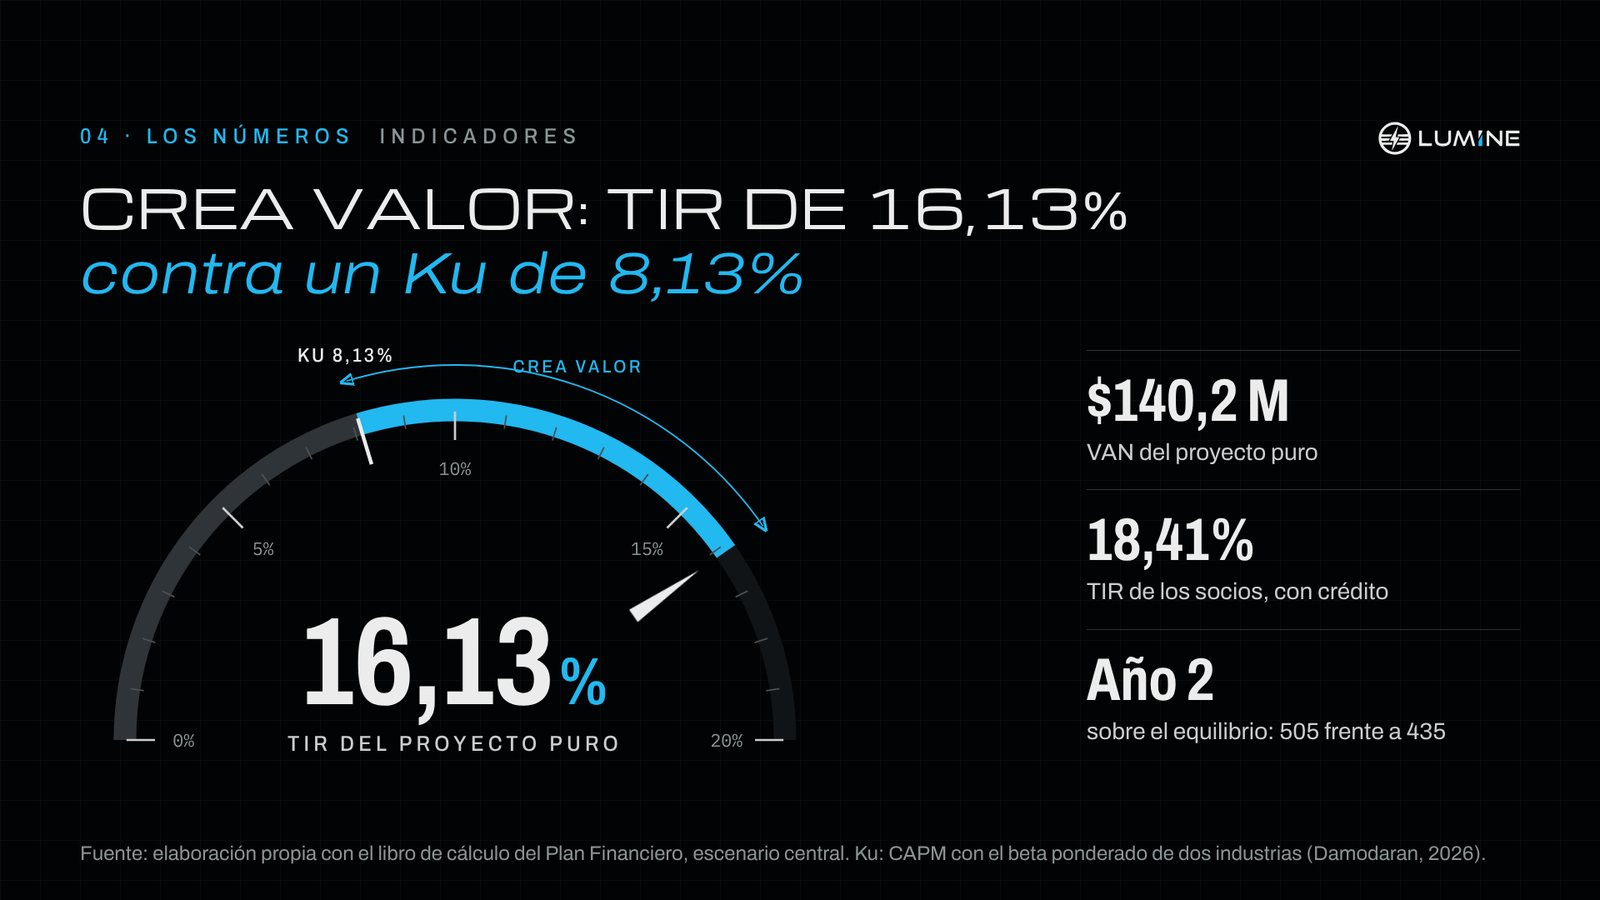 04 · LOS NÚMEROS INDICADORES
LUMINE
CREA VALOR: TIR DE 16,13%
contra un Ku de 8,13%
KU 8,13%
CREA VALOR
10%
5%
15%
0%
20%
16,13%
TIR DEL PROYECTO PURO
$140,2 M
VAN del proyecto puro
18,41%
TIR de los socios, con crédito
Año 2
sobre el equilibrio: 505 frente a 435
Fuente: elaboración propia con el libro de cálculo del Plan Financiero, escenario central. Ku: CAPM con el beta ponderado de dos industrias (Damodaran, 2026).